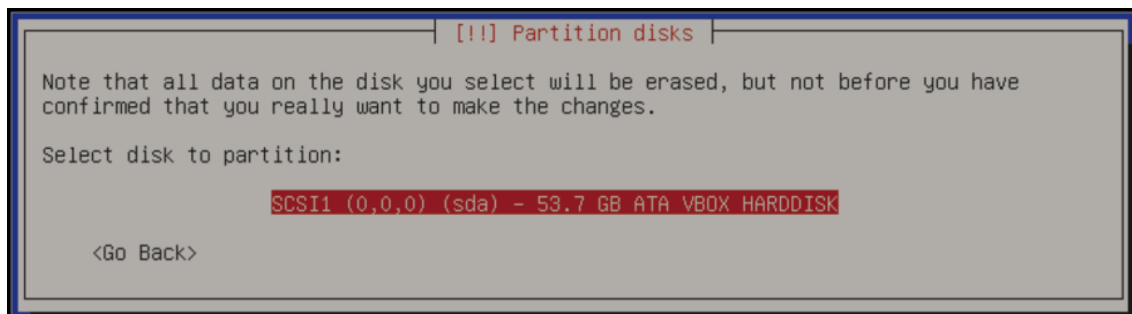 [!!] Partition disks
Note that all data on the disk you select will be erased, but not before you have
confirmed that you really want to make the changes.
Select disk to partition:
SCSI1 (0,0,0) (sda) - 53.7 GB ATA VBOX HARDDISK
<Go Back>